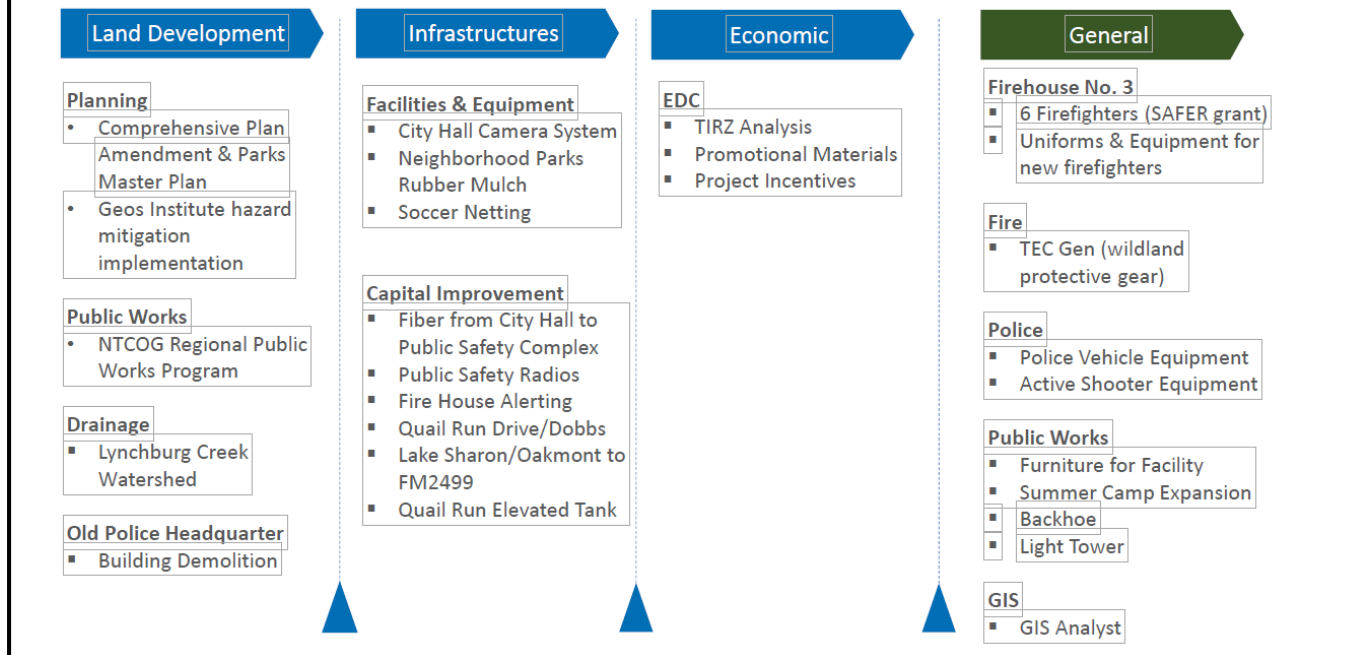 Land Development
Planning
• Comprehensive Plan
Amendment & Parks
Master Plan
• Geos Institute hazard
mitigation
implementation
Public Works
• NTCOG Regional Public
Works Program
Drainage
▪ Lynchburg Creek
Watershed
Old Police Headquarter
▪ Building Demolition
Infrastructures
Facilities & Equipment
▪ City Hall Camera System
▪ Neighborhood Parks
Rubber Mulch
▪ Soccer Netting
Capital Improvement
▪ Fiber from City Hall to
Public Safety Complex
▪ Public Safety Radios
▪ Fire House Alerting
▪ Quail Run Drive/Dobbs
▪ Lake Sharon/Oakmont to
FM2499
▪ Quail Run Elevated Tank
Economic
EDC
▪ TIRZ Analysis
▪ Promotional Materials
▪ Project Incentives
General
Firehouse No. 3
▪ 6 Firefighters (SAFER grant)
▪ Uniforms & Equipment for
new firefighters
Fire
▪ TEC Gen (wildland
protective gear)
Police
▪ Police Vehicle Equipment
▪ Active Shooter Equipment
Public Works
▪ Furniture for Facility
▪ Summer Camp Expansion
▪ Backhoe
▪ Light Tower
GIS
▪ GIS Analyst